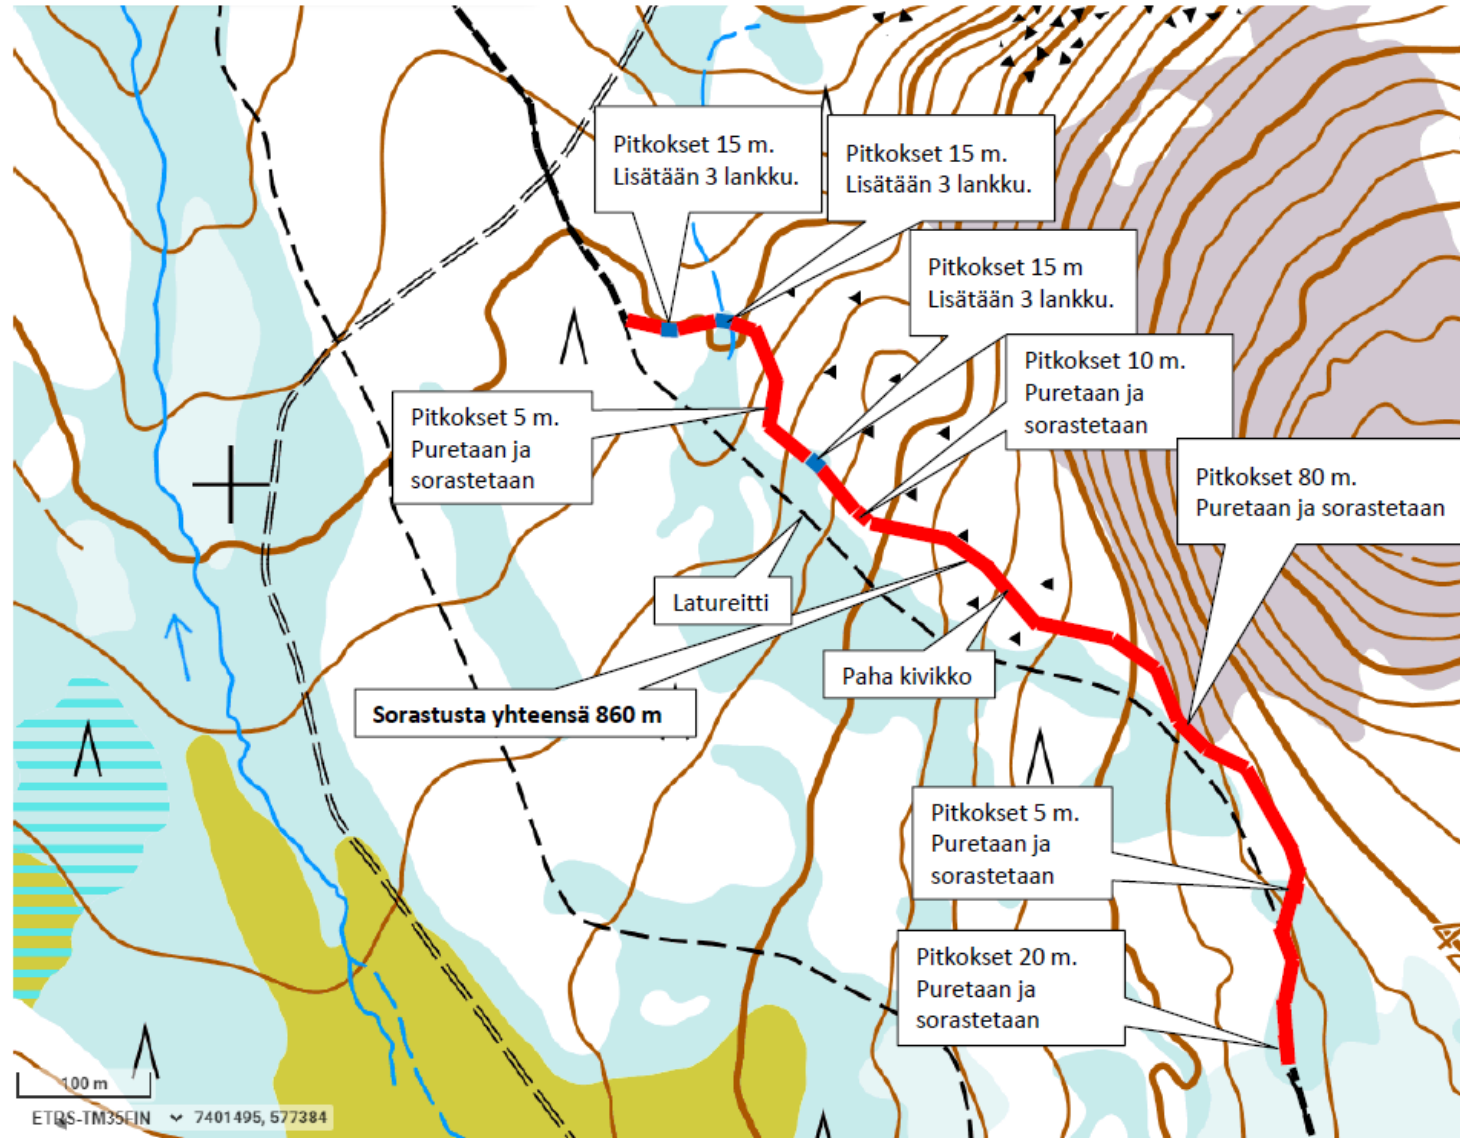 Pitkokset 15 m.
Lisätään 3 lankku.
Pitkokset 15 m.
Lisätään 3 lankku.
Pitkokset 15 m
Lisätään 3 lankku.
Pitkokset 10 m.
Puretaan ja
sorastetaan
Pitkokset 5 m.
Puretaan ja
sorastetaan
Pitkokset 80 m.
Puretaan ja sorastetaan
Latureitti
Paha kivikko
Sorastusta yhteensä 860 m
Pitkokset 5 m.
Puretaan ja
sorastetaan
Pitkokset 20 m.
Puretaan ja
sorastetaan
100 m
ETRS-TM35FIN 7401495, 577384